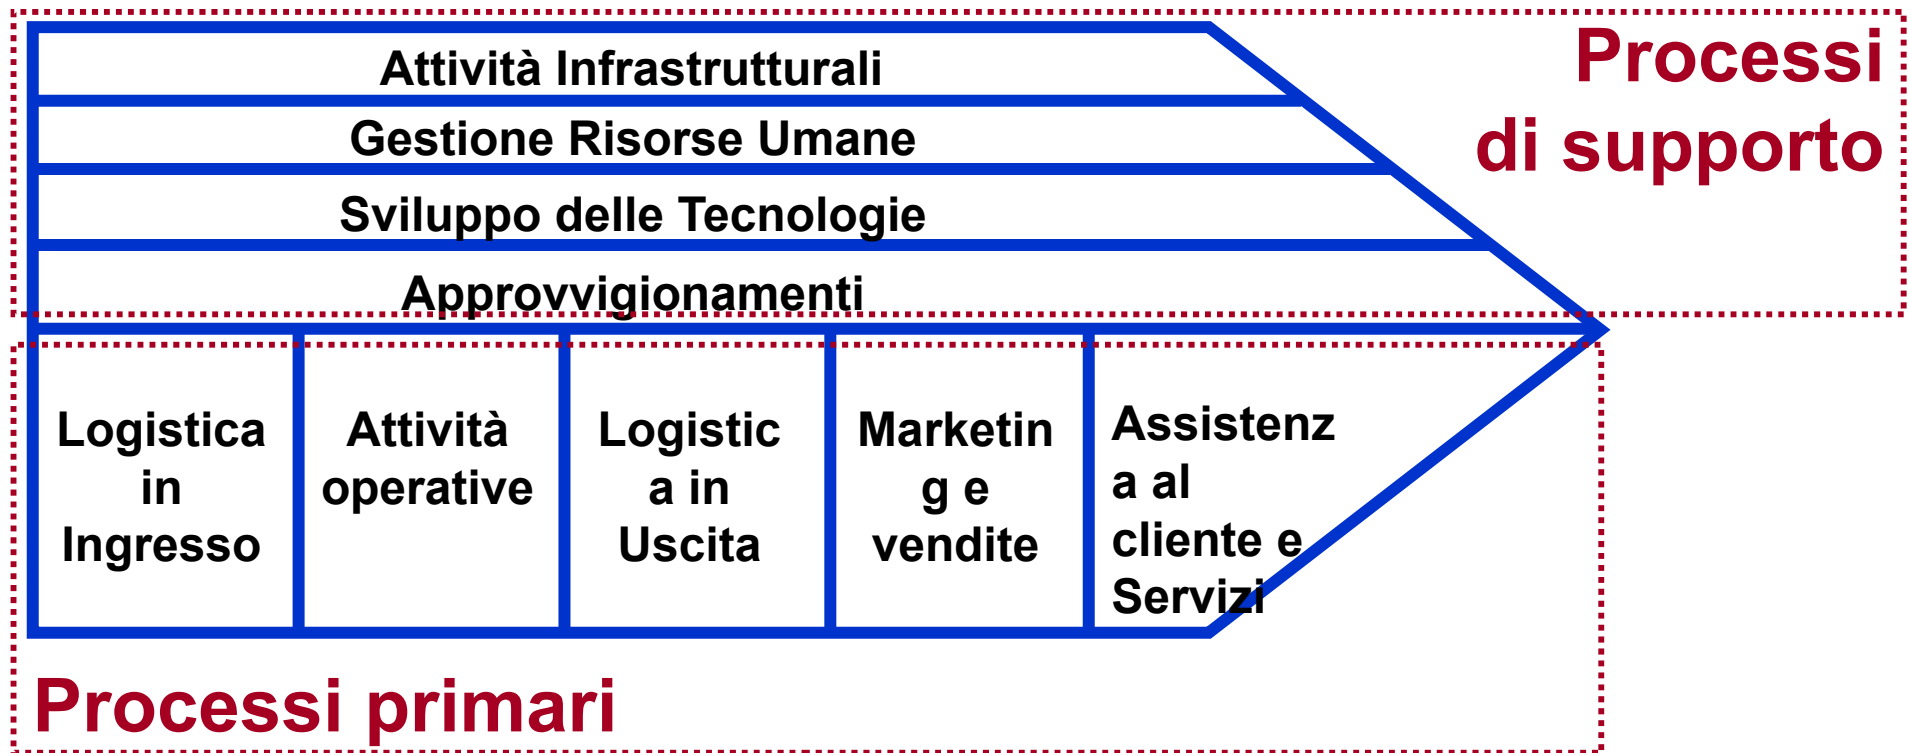 Processi
di supporto
Attività Infrastrutturali
Gestione Risorse Umane
Sviluppo delle Tecnologie
Approvvigionamenti
Logistica
in
Ingresso
Attività
operative
Logistic
a in
Uscita
Marketin
g e
vendite
Assistenz
a al
cliente e
Servizi
Processi primari